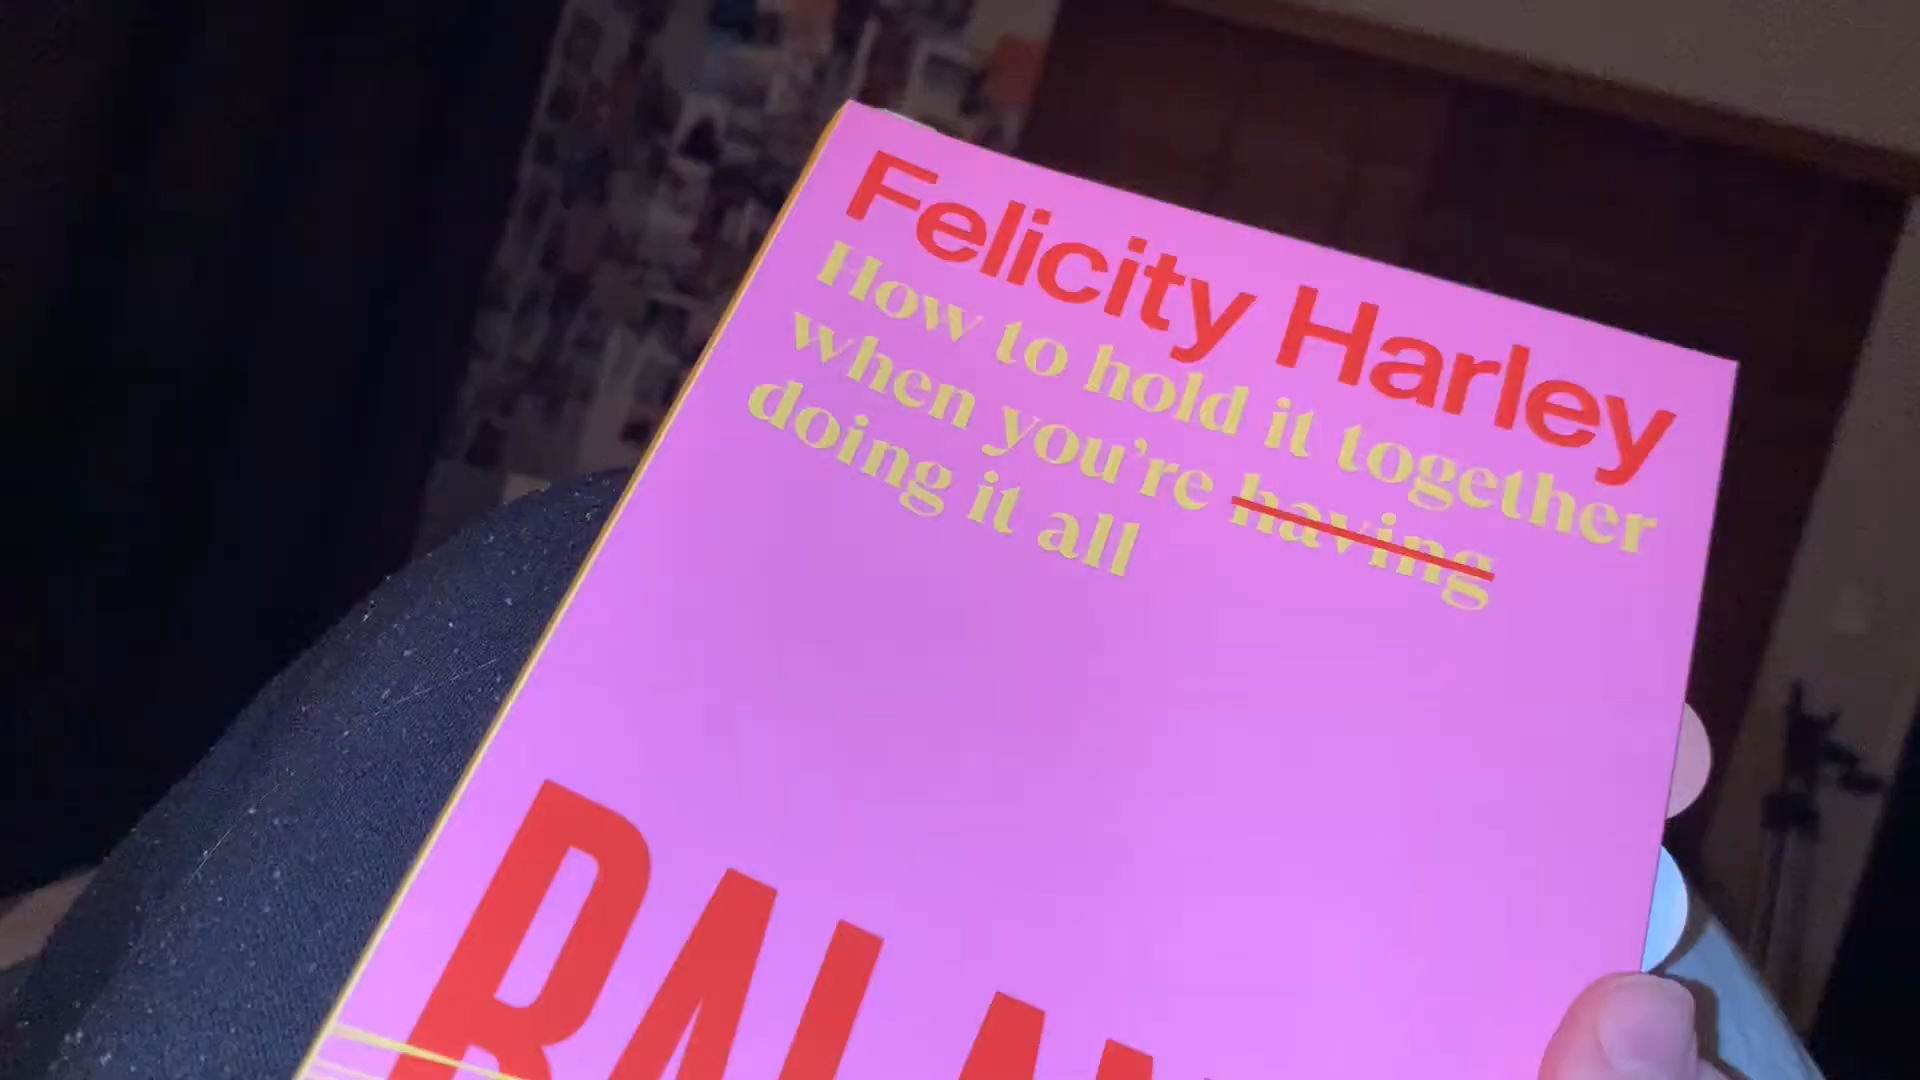 Felicity Harley
How to hold it together
when you're having
doing it all